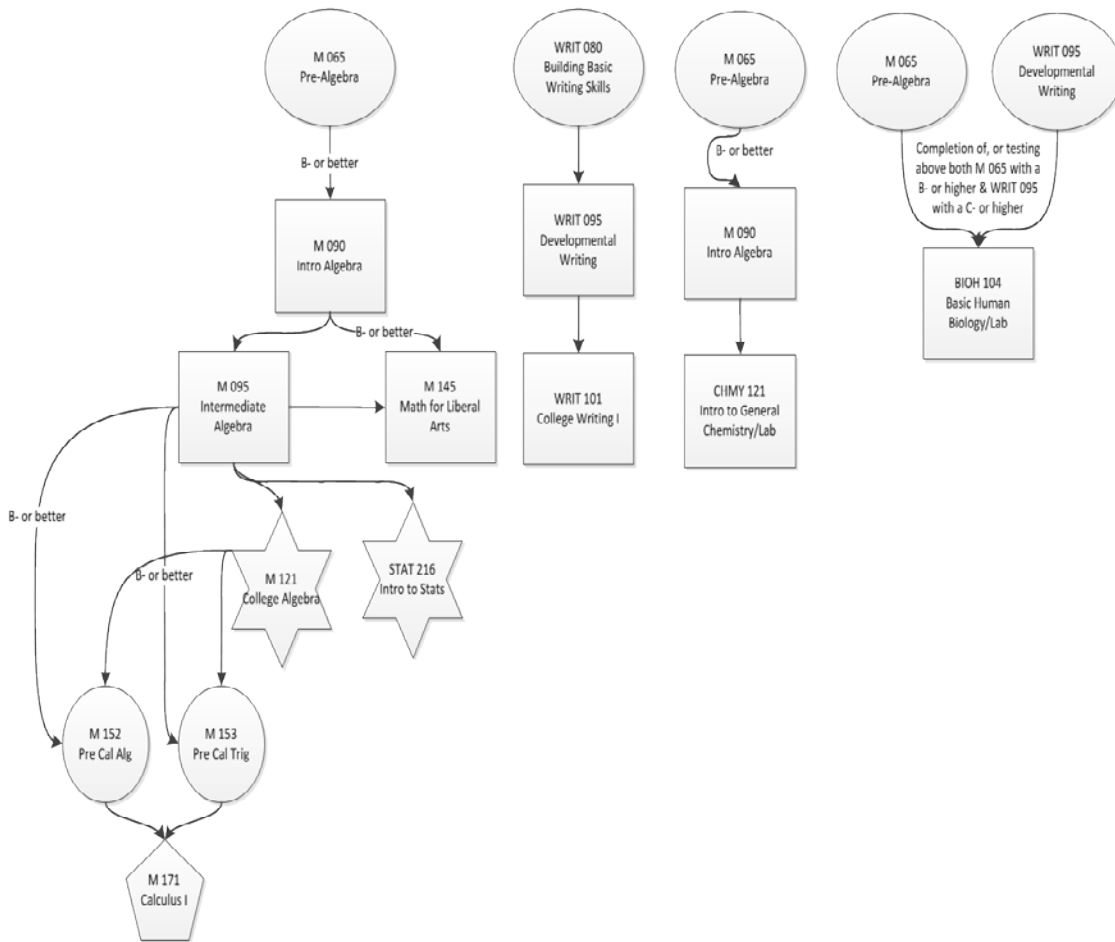 M 065
Pre-Algebra
WRIT 080
Building Basic
Writing Skills
M 065
Pre-Algebra
M 065
Pre-Algebra
WRIT 095
Developmental
Writing
B- or better
B- or better
Completion of, or testing
above both M 065 with a
B- or higher & WRIT 095
with a C- or higher
M 090
Intro Algebra
WRIT 095
Developmental
Writing
M 090
Intro Algebra
BIOH 104
Basic Human
Biology/Lab
B- or better
M 095
Intermediate
Algebra
M 145
Math for Liberal
Arts
WRIT 101
College Writing I
CHMY 121
Intro to General
Chemistry/Lab
B- or better
B- or better
M 121
College Algebra
STAT 216
Intro to Stats
M 152
Pre Cal Alg
M 153
Pre Cal Trig
M 171
Calculus I